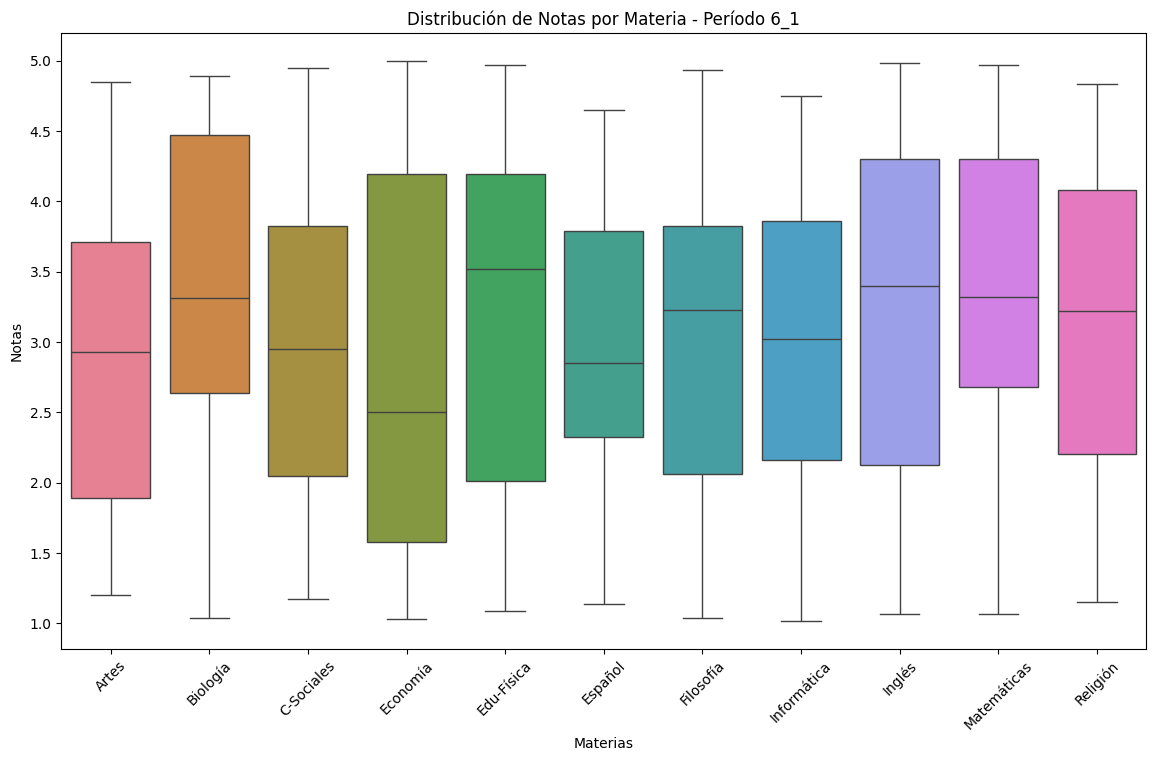 Distribución de Notas por Materia - Período 6_1
Notas
5.0
4.5
4.0
3.5
3.0
2.5
2.0
1.5
1.0
Artes
Biología
C-Sociales
Economía
Edu-Física
Español
Filosofía
Informática
Inglés
Matemáticas
Religión
Materias